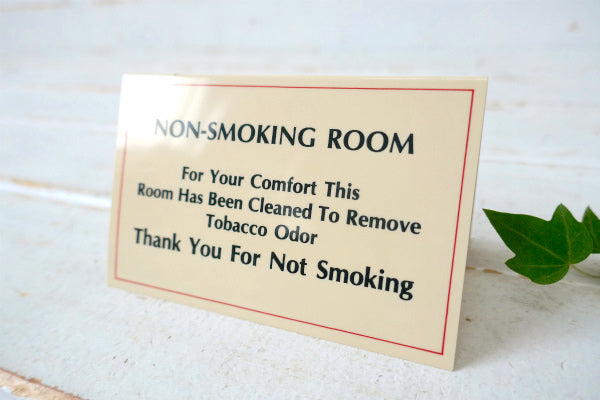 NON-SMOKING ROOM
For Your Comfort This
Room Has Been Cleaned To Remove
Tobacco Odor
Thank You For Not Smoking